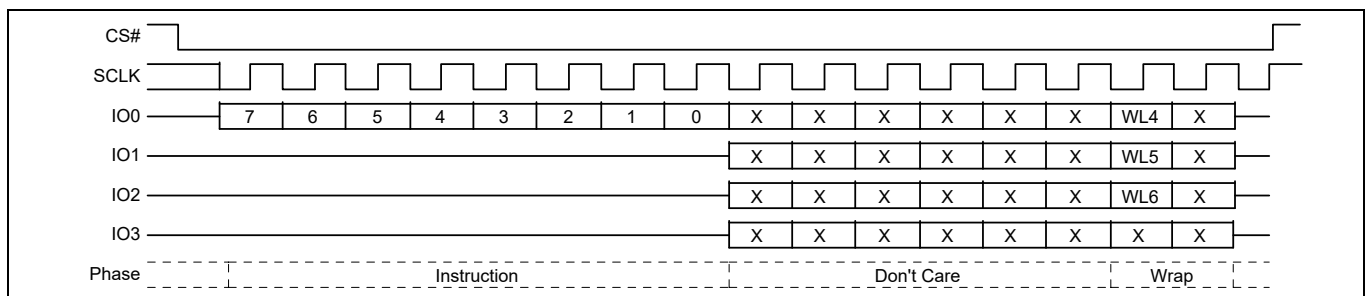 CS#
SCLK
IO0 7 6 5 4 3 2 1 0 X X X X X X WL4 X
IO1 X X X X X X WL5 X
IO2 X X X X X X WL6 X
IO3 X X X X X X X X
Phase Instruction Don't Care Wrap